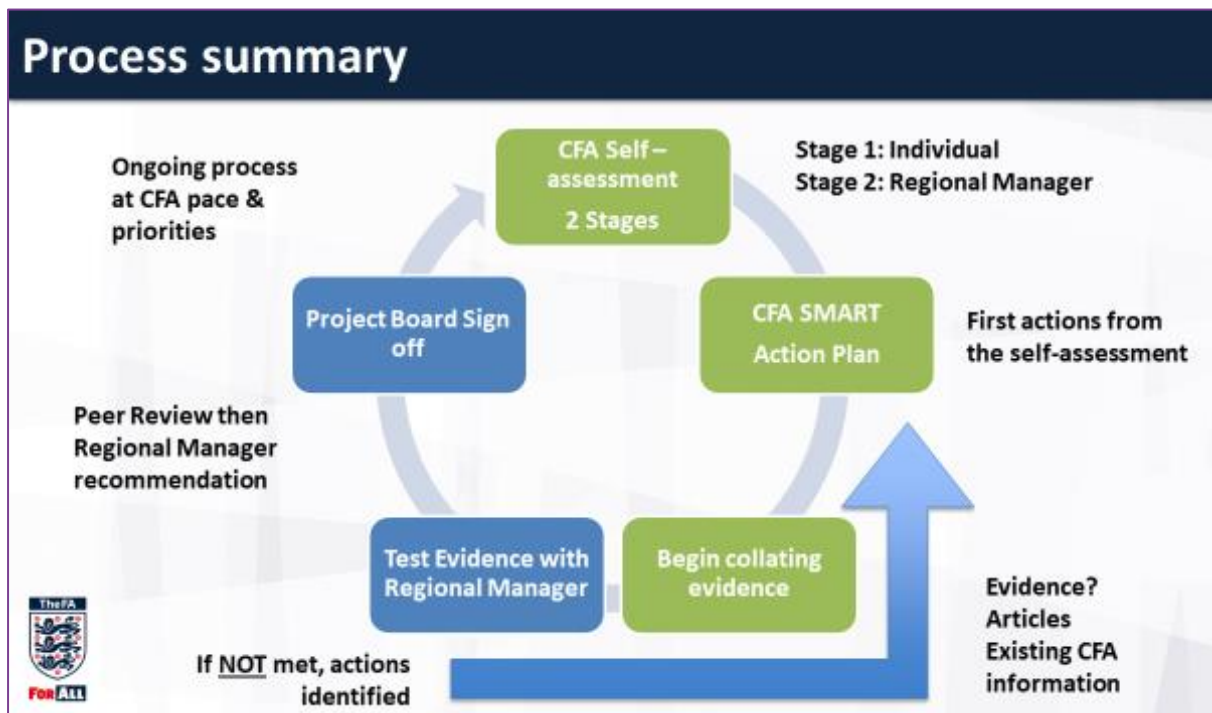 Process summary
CFA Self –
assessment
2 Stages
Stage 1: Individual
Stage 2: Regional Manager
CFA SMART
Action Plan
First actions from
the self-assessment
Begin collating
evidence
Evidence?
Articles
Existing CFA
information
Test Evidence with
Regional Manager
If NOT met, actions
identified
Peer Review then
Regional Manager
recommendation
Project Board Sign
off
Ongoing process
at CFA pace &
priorities
TheFA
FOR ALL